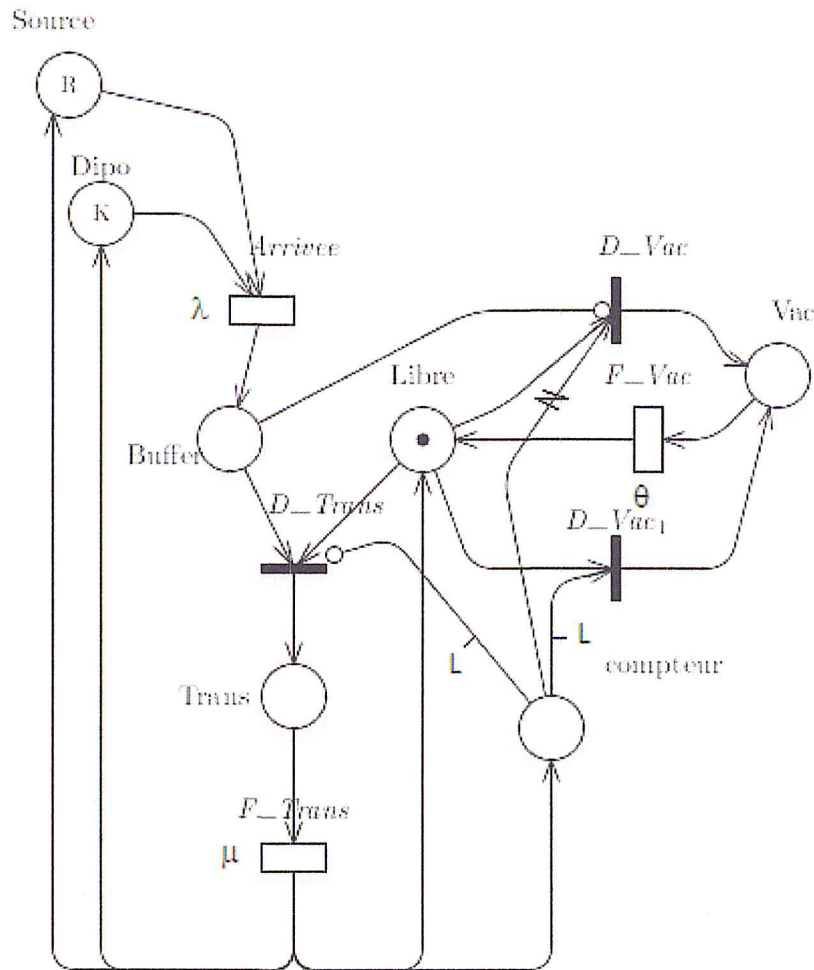 Source
R
Dipo
K
Arrivee
D_Vac
λ
Vac
Libre
F_Vac
Buffer
θ
D_Trans
D_Vac₁
L
L
compteur
Trans
F_Trans
μ